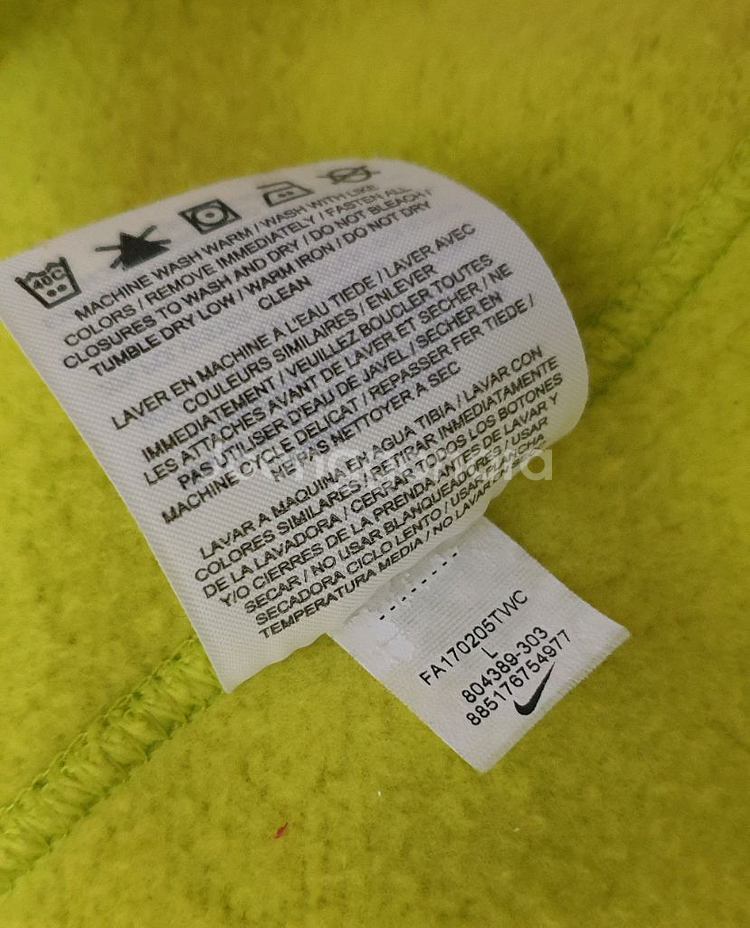 40C
MACHINE WASH WARM / WASH WITH LIKE
COLORS / REMOVE IMMEDIATELY / FASTEN ALL
CLOSURES TO WASH AND DRY / DO NOT BLEACH /
TUMBLE DRY LOW / WARM IRON / DO NOT DRY
CLEAN
LAVER EN MACHINE A L'EAU TIEDE / LAVER AVEC
COULEURS SIMILAIRES / ENLEVER
IMMEDIATEMENT / VEUILLEZ BOUCLER TOUTES
LES ATTACHES AVANT DE LAVER ET SECHER / NE
PAS UTILISER D'EAU DE JAVEL / SECHER EN
MACHINE CYCLE DELICAT / REPASSER FER TIEDE /
NE PAS NETTOYER A SEC
LAVAR A MAQUINA EN AGUA TIBIA / LAVAR CON
COLORES SIMILARES / RETIRAR INMEDIATAMENTE
DE LA LAVADORA / CERRAR TODOS LOS BOTONES
Y/O CIERRES DE LA PRENDA ANTES DE LAVAR Y
SECAR / NO USAR BLANQUEADORES / USAR
SECADORA CICLO LENTO / USAR PLANCHA
TEMPERATURA MEDIA / NO LAVAR
FA170205TWC
L
804389-303
885176754977